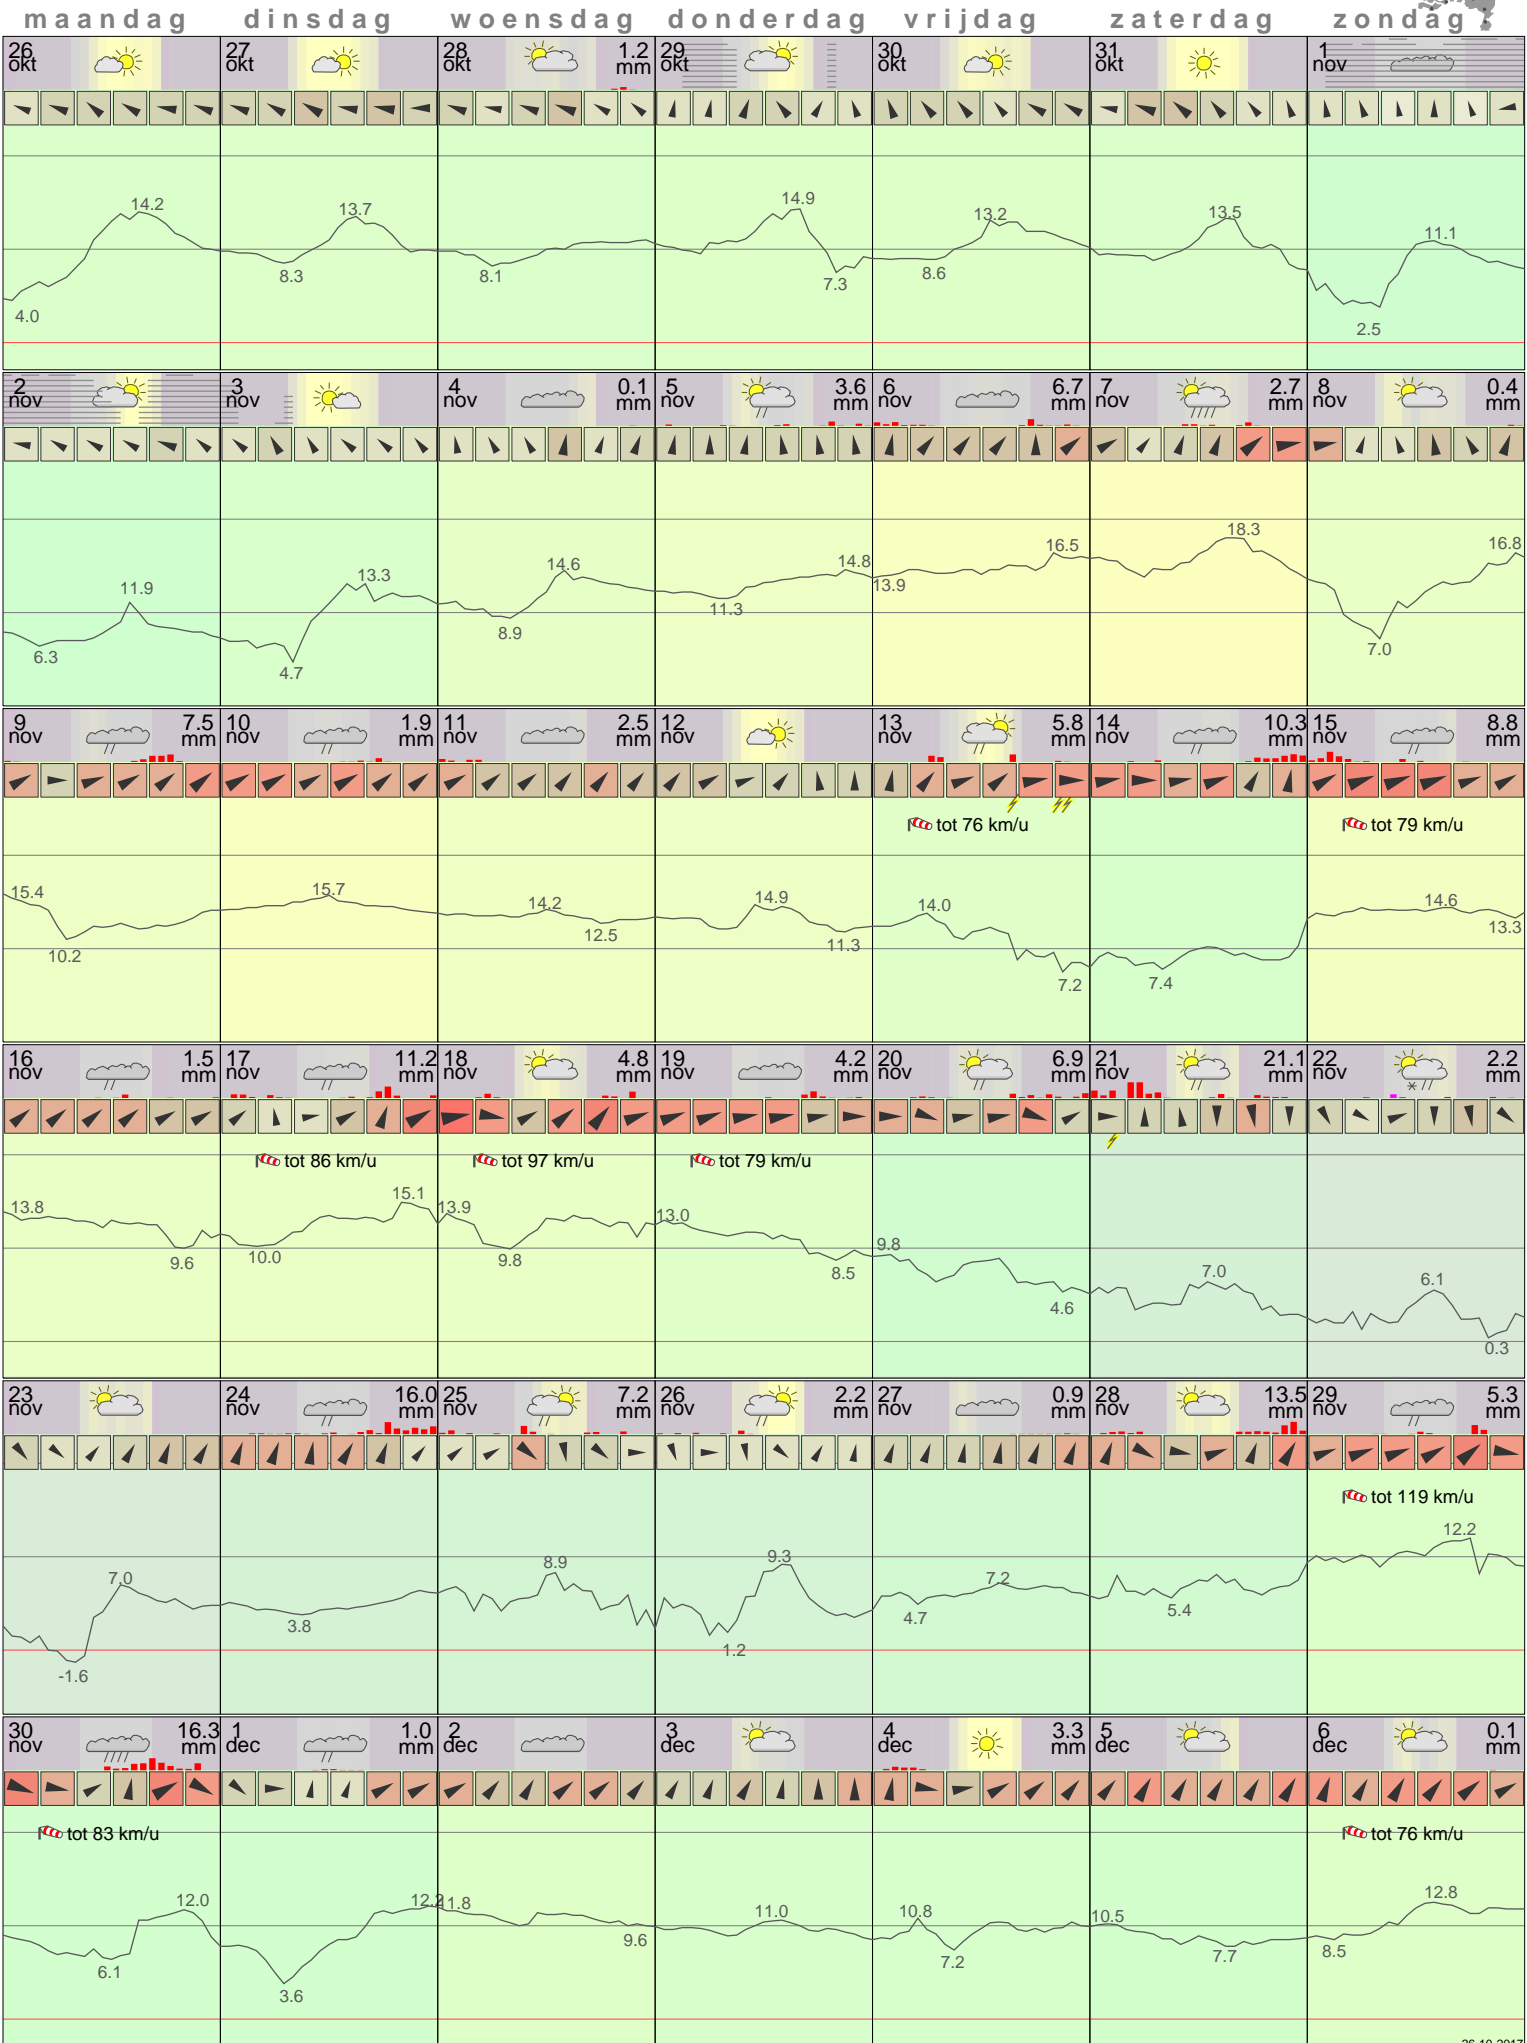 maandag dinsdag woensdag donderdag vrijdag zaterdag zondag
26 27 28 1.2 29 30 31 1
okt okt okt mm okt okt okt nov
14.2 13.7 14.9 13.2 13.5 11.1
4.0 8.3 8.1 7.3 8.6 2.5
2 3 4 0.1 5 3.6 6 6.7 7 2.7 8 0.4
nov nov nov mm nov mm nov mm nov mm nov mm
11.9 13.3 14.6 14.8 16.5 18.3 16.8
6.3 4.7 8.9 11.3 13.9 7.0
9 7.5 10 1.9 11 2.5 12 13 5.8 14 10.3 15 8.8
nov mm nov mm nov mm nov nov mm nov mm nov mm
tot 76 km/u tot 79 km/u
15.4 15.7 14.2 14.9 14.0 14.6
10.2 12.5 11.3 7.2 7.4 13.3
16 1.5 17 11.2 18 4.8 19 4.2 20 6.9 21 21.1 22 2.2
nov mm nov mm nov mm nov mm nov mm nov mm nov mm
tot 86 km/u tot 97 km/u tot 79 km/u
13.8 15.1 13.9 13.0 9.8 7.0 6.1
9.6 10.0 9.8 8.5 4.6 0.3
23 24 16.0 25 7.2 26 2.2 27 0.9 28 13.5 29 5.3
nov nov mm nov mm nov mm nov mm nov mm nov mm
tot 119 km/u
7.0 8.9 9.3 7.2 12.2
-1.6 3.8 1.2 4.7 5.4
30 16.3 1 1.0 2 3 4 3.3 5 6 0.1
nov mm dec mm dec dec dec mm dec dec mm
tot 83 km/u tot 76 km/u
12.0 12.2 11.8 11.0 10.8 10.5 12.8
6.1 3.6 9.6 7.2 7.7 8.5